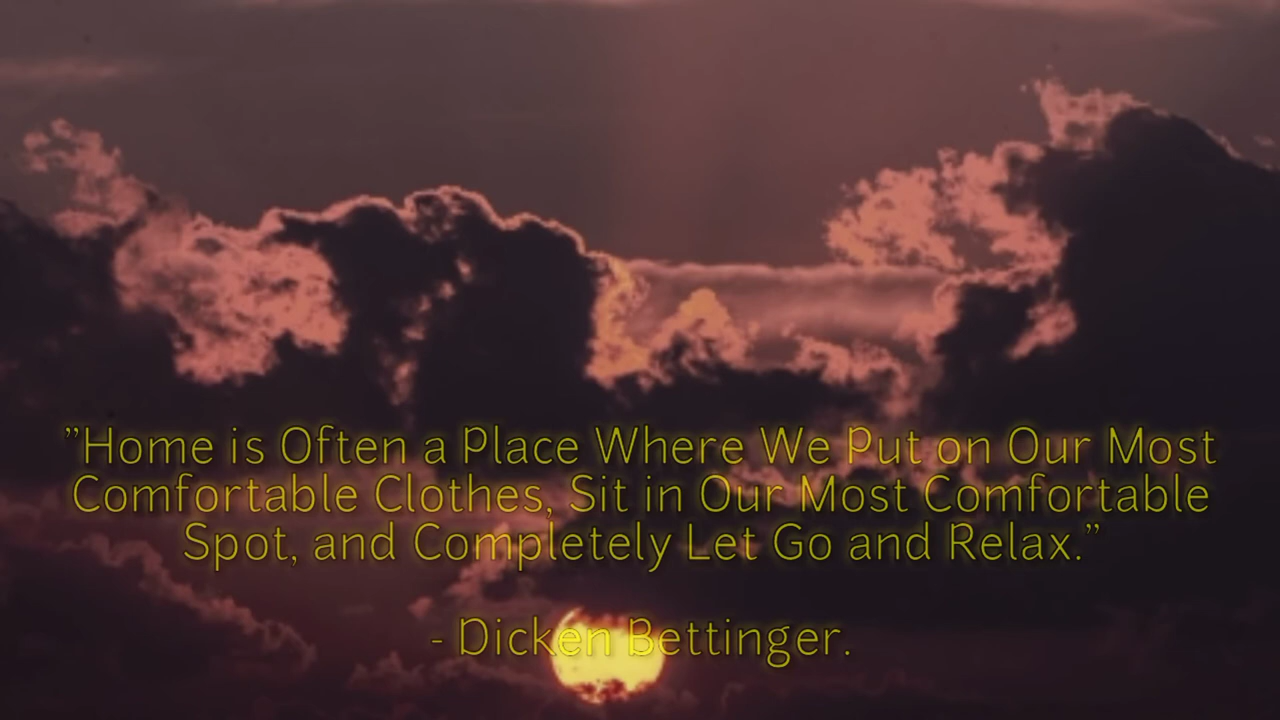 ”Home is Often a Place Where We Put on Our Most
Comfortable Clothes, Sit in Our Most Comfortable
Spot, and Completely Let Go and Relax.”
- Dicken Bettinger.